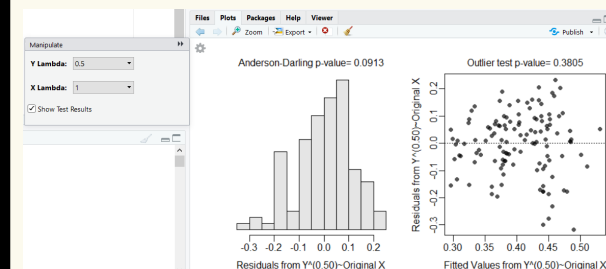 Files Plots Packages Help Viewer
Zoom Export Publish
Manipulate
Y Lambda: 0.5
X Lambda: 1
Show Test Results
Anderson-Darling p-value= 0.0913
-0.3 -0.2 -0.1 0.0 0.1 0.2
Residuals from Y^(0.50)~Original X
Outlier test p-value= 0.3805
Residuals from Y^(0.50)~Original X
-0.3 -0.2 -0.1 0.0 0.1 0.2
0.30 0.35 0.40 0.45 0.50
Fitted Values from Y^(0.50)~Original X